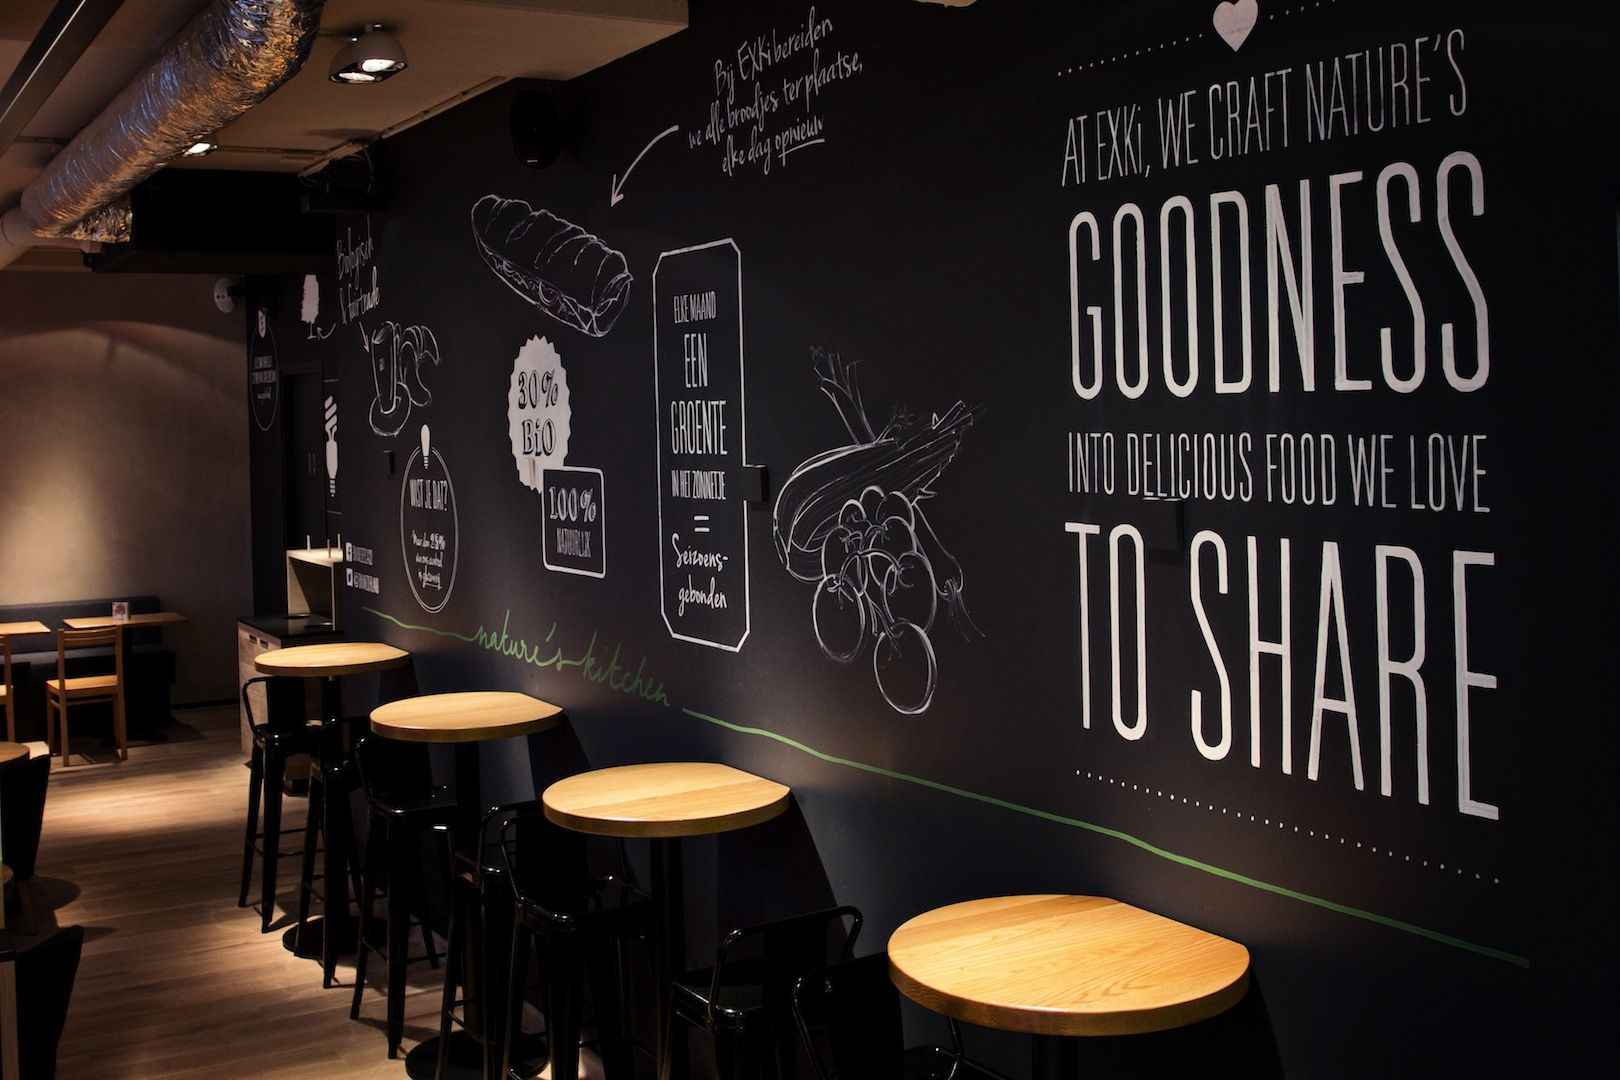 Bij EXKi bereiden
we alle broodjes ter plaatse,
elke dag opnieuw
Biologisch
& fairtrade
30%
BiO
100%
NATUURLIJK
WIST JE DAT?
ELKE MAAND
EEN
GROENTE
IN HET ZONNETJE
=
Seizoens-
gebonden
nature's kitchen
AT EXKi, WE CRAFT NATURE'S
GOODNESS
INTO DELICIOUS FOOD WE LOVE
TO SHARE